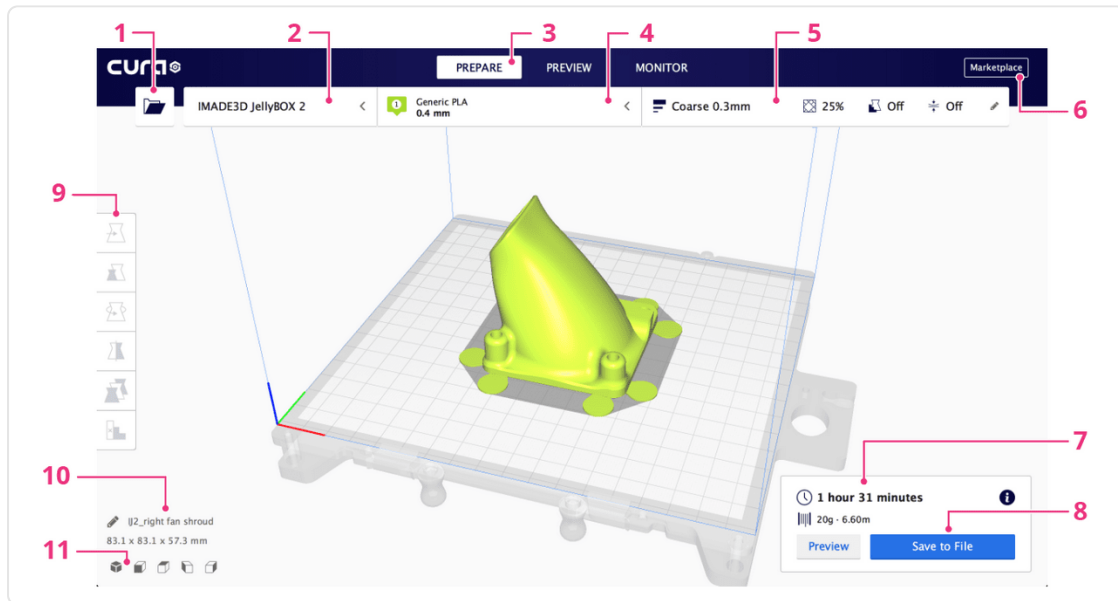 1
2
3
4
5
cura
PREPARE
PREVIEW
MONITOR
Marketplace
6
IMADE3D JellyBOX 2
1
Generic PLA
0.4 mm
Coarse 0.3mm
25%
Off
Off
9
7
1 hour 31 minutes
20g · 6.60m
8
Preview
Save to File
10
IJ2_right fan shroud
83.1 x 83.1 x 57.3 mm
11